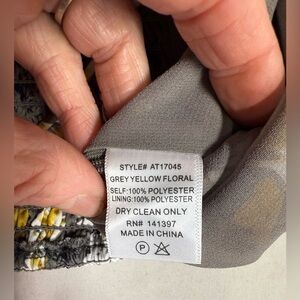 STYLE# AT17045
GREY YELLOW FLORAL
SELF:100% POLYESTER
LINING:100% POLYESTER
DRY CLEAN ONLY
RN# 141397
MADE IN CHINA
P